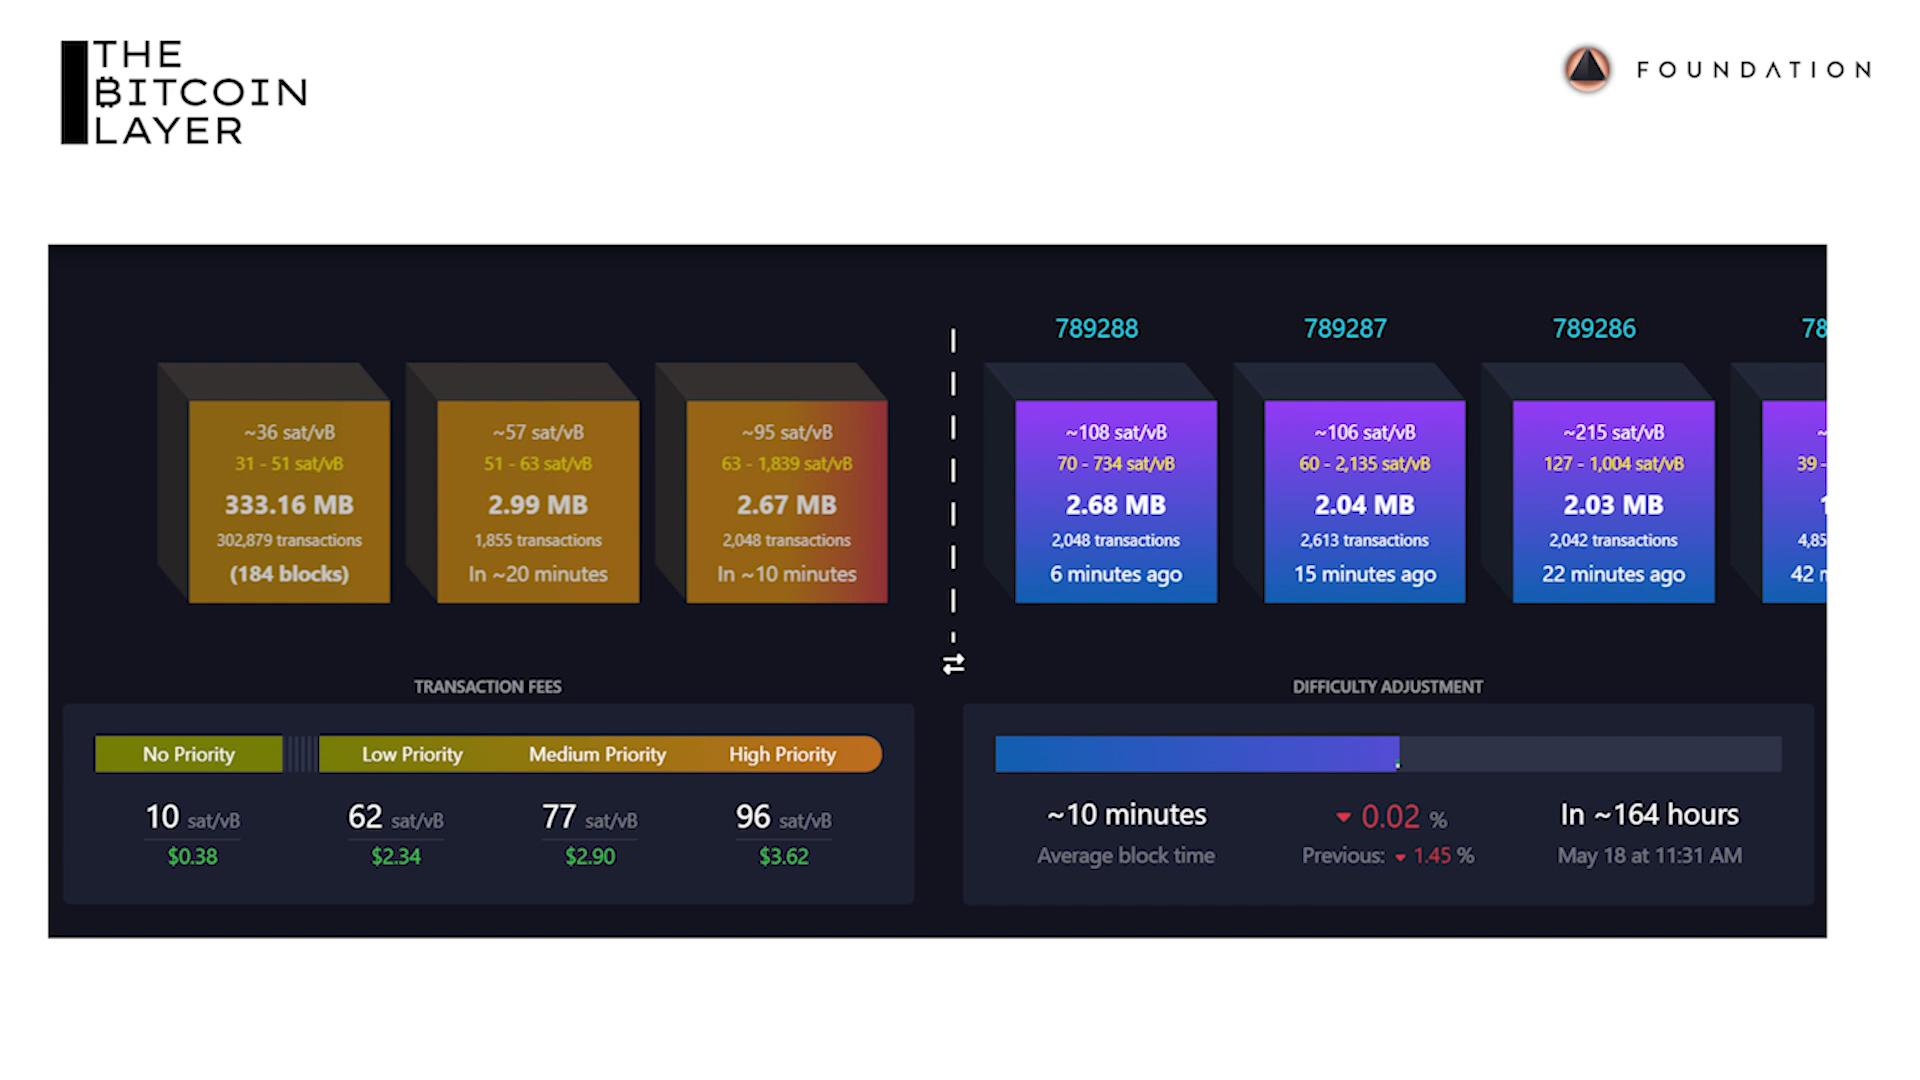 THE
BITCOIN
LAYER
FOUNDATION
~36 sat/vB
31 - 51 sat/vB
333.16 MB
302,879 transactions
(184 blocks)
~57 sat/vB
51 - 63 sat/vB
2.99 MB
1,855 transactions
In ~20 minutes
~95 sat/vB
63 - 1,839 sat/vB
2.67 MB
2,048 transactions
In ~10 minutes
789288
~108 sat/vB
70 - 734 sat/vB
2.68 MB
2,048 transactions
6 minutes ago
789287
~106 sat/vB
60 - 2,135 sat/vB
2.04 MB
2,613 transactions
15 minutes ago
789286
~215 sat/vB
127 - 1,004 sat/vB
2.03 MB
2,042 transactions
22 minutes ago
78
~
39 -
1
4,85
42
TRANSACTION FEES
No Priority
Low Priority
Medium Priority
High Priority
10 sat/vB
$0.38
62 sat/vB
$2.34
77 sat/vB
$2.90
96 sat/vB
$3.62
DIFFICULTY ADJUSTMENT
~10 minutes
Average block time
0.02 %
Previous: 1.45 %
In ~164 hours
May 18 at 11:31 AM